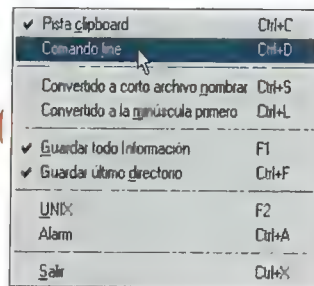 Pista clipboard Ctrl+C
Comando line Ctrl+D
Convertido a corto archivo nombrar Ctrl+S
Convertido a la minúscula primero Ctrl+L
Guardar todo Información F1
Guardar último directorio Ctrl+F
UNIX F2
Alarm Ctrl+A
Salir Ctrl+X